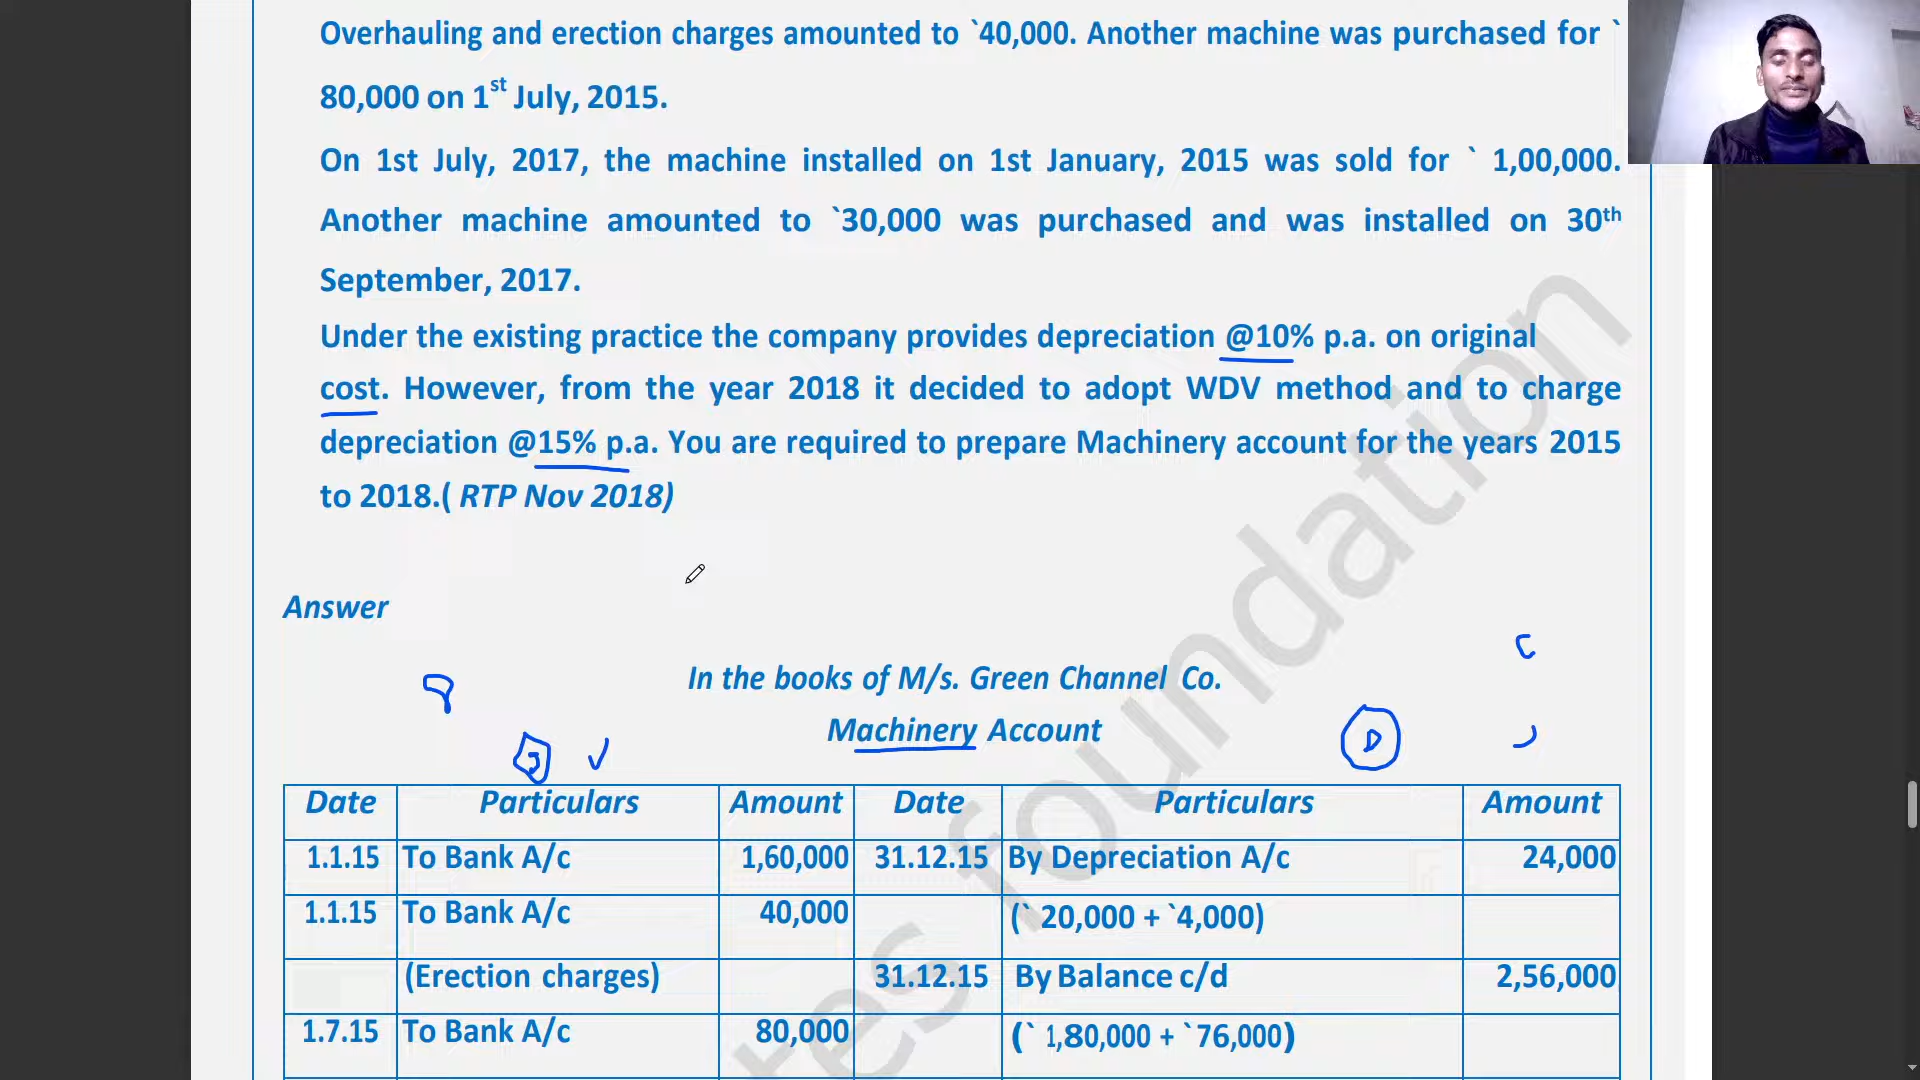 Overhauling and erection charges amounted to `40,000. Another machine was purchased for `
80,000 on 1st July, 2015.
On 1st July, 2017, the machine installed on 1st January, 2015 was sold for ` 1,00,000.
Another machine amounted to `30,000 was purchased and was installed on 30th
September, 2017.
Under the existing practice the company provides depreciation @10% p.a. on original
cost. However, from the year 2018 it decided to adopt WDV method and to charge
depreciation @15% p.a. You are required to prepare Machinery account for the years 2015
to 2018.( RTP Nov 2018)
Answer
In the books of M/s. Green Channel Co.
Machinery Account
Date Particulars Amount Date Particulars Amount
1.1.15 To Bank A/c 1,60,000 31.12.15 By Depreciation A/c 24,000
1.1.15 To Bank A/c 40,000 (` 20,000 + `4,000)
(Erection charges) 31.12.15 By Balance c/d 2,56,000
1.7.15 To Bank A/c 80,000 (` 1,80,000 + ` 76,000)
tes foundation